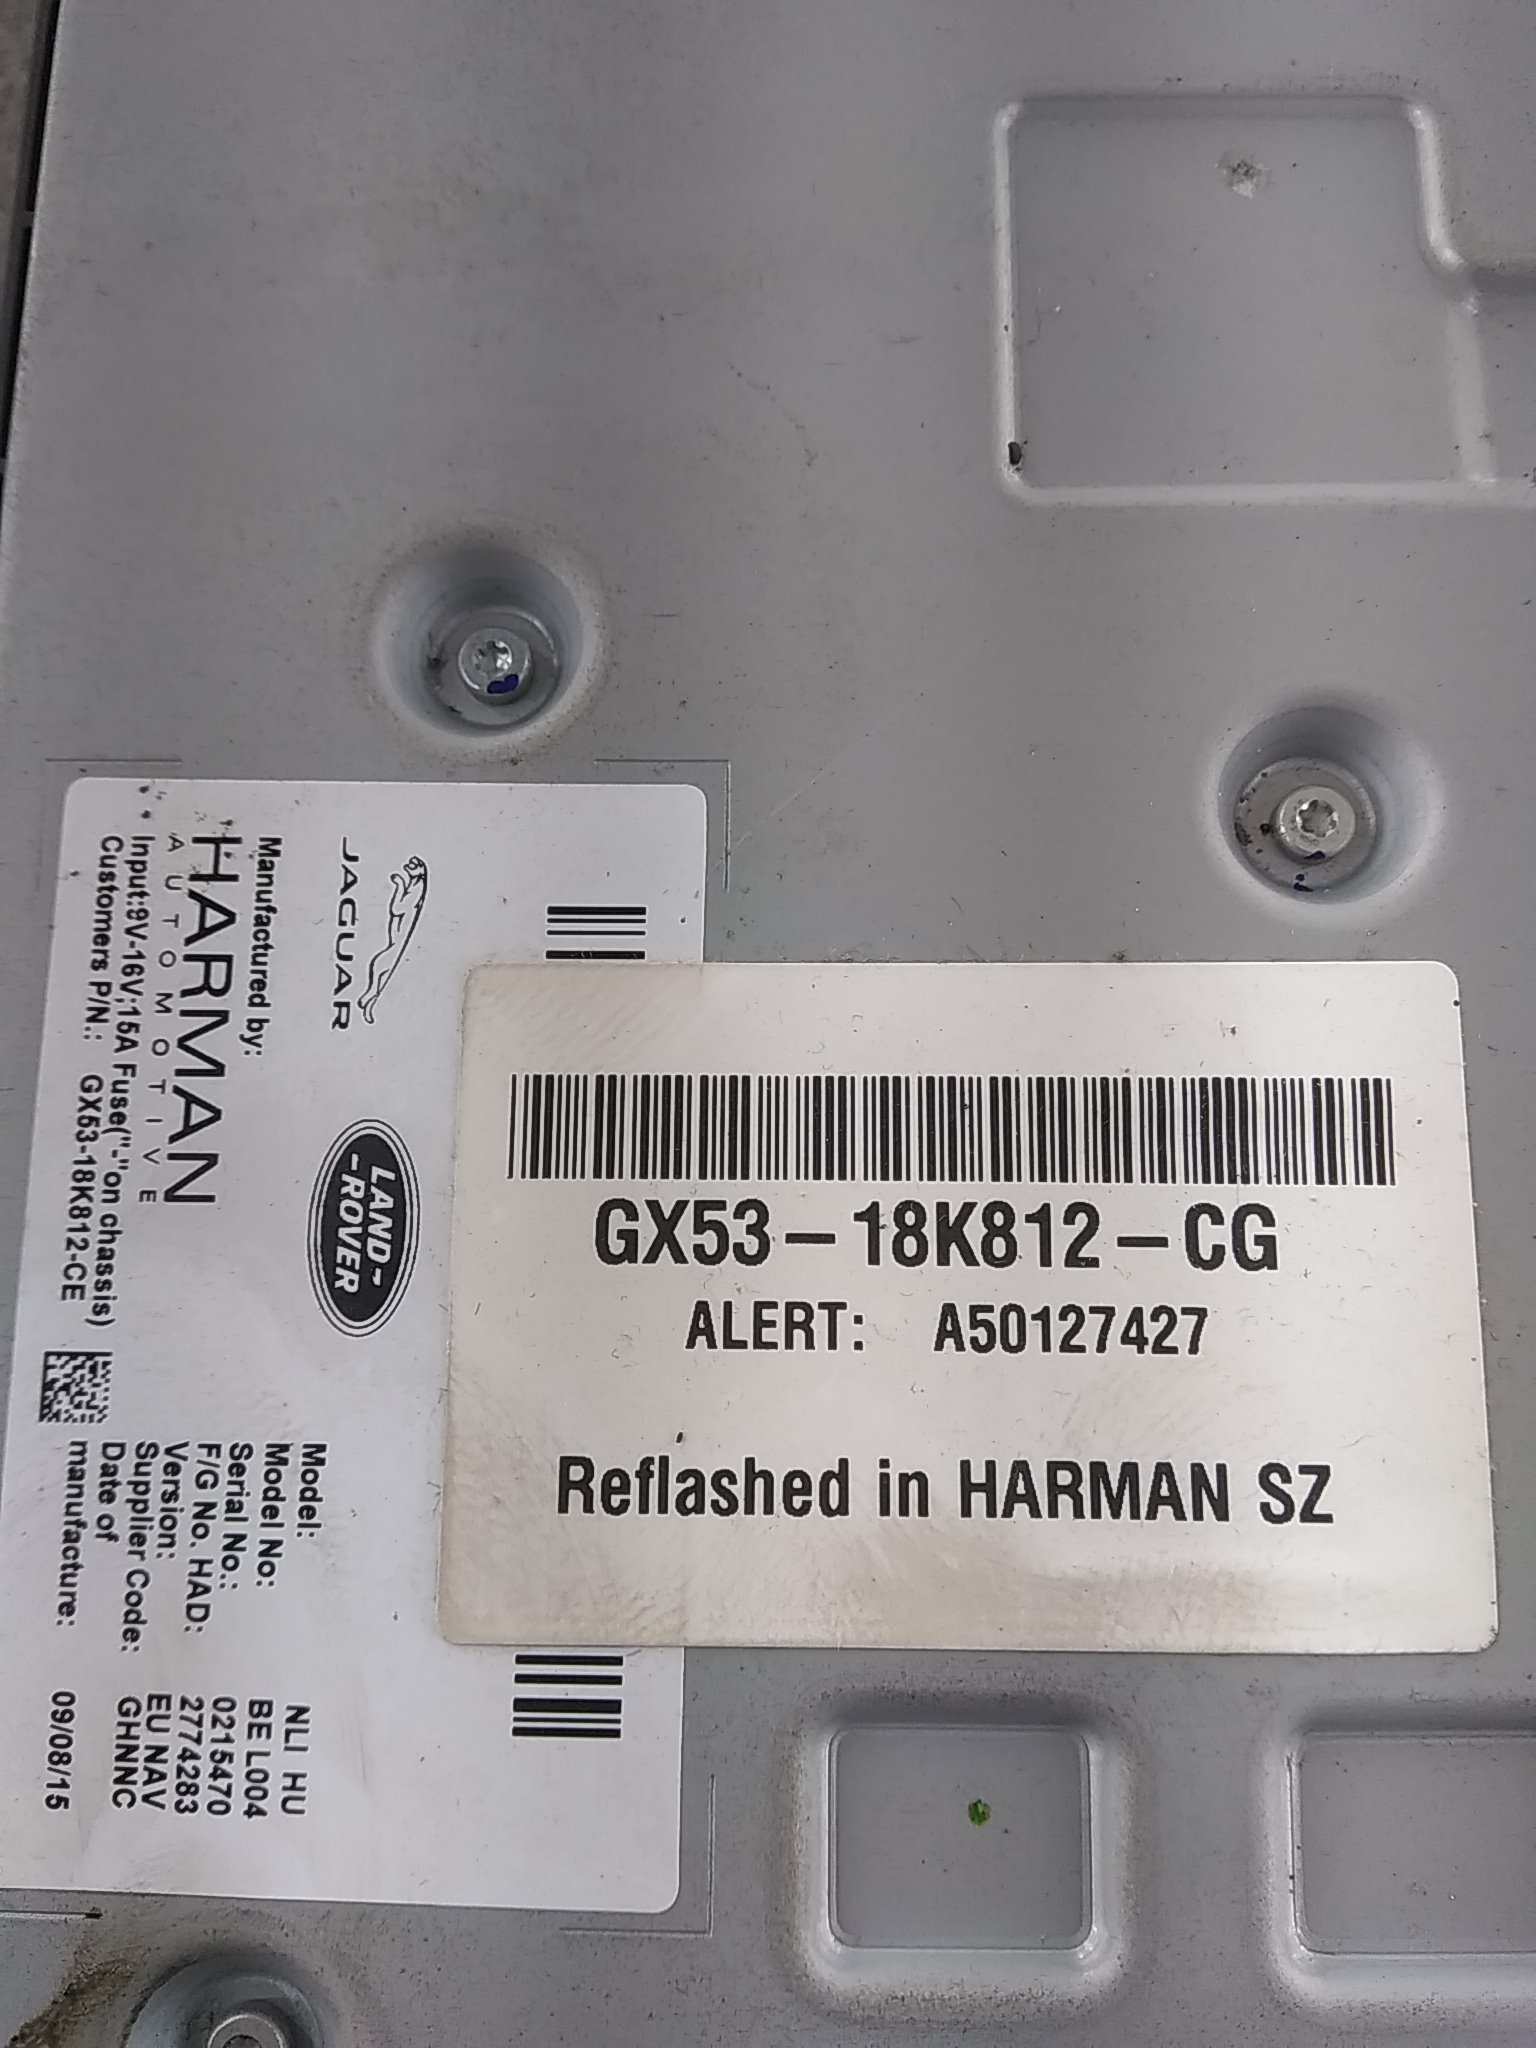 GX53-18K812-CG
ALERT: A50127427
Reflashed in HARMAN SZ
JAGUAR
LAND-
-ROVER
Manufactured by:
HARMAN
AUTOMOTIVE
Input:9V-16V;15A Fuse("-"on chassis)
Customers P/N.: GX53-18K812-CE
Model: NLI HU
Model No: BE L004
Serial No.: 0215470
F/G No. HAD: 2774283
Version: EU NAV
Supplier Code: GHNNC
Date of
manufacture: 09/08/15